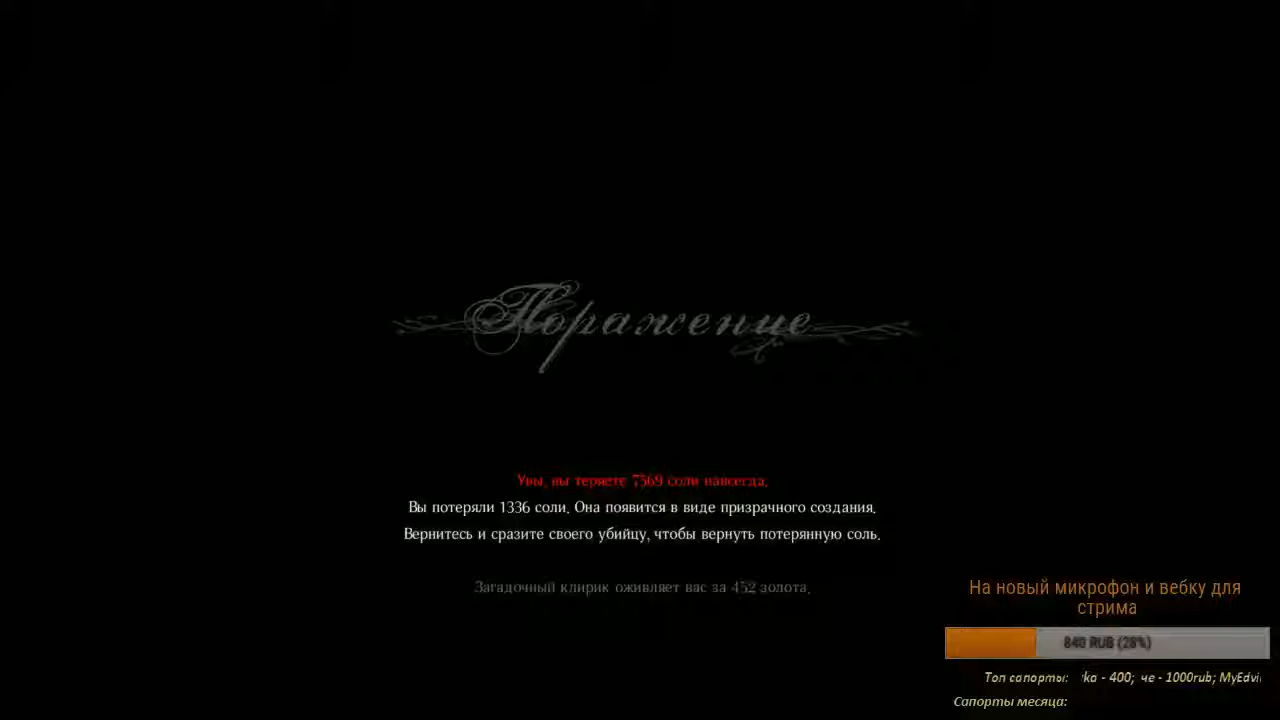 Поражение
Увы, вы теряете 7369 соли навсегда.
Вы потеряли 1336 соли. Она появится в виде призрачного создания.
Вернитесь и сразите своего убийцу, чтобы вернуть потерянную соль.
Загадочный клирик оживляет вас за 452 золота.
На новый микрофон и вебку для
стрима
840 RUB (28%)
Топ сапорты: ka - 400; че - 1000rub; MyEdvi
Сапорты месяца: